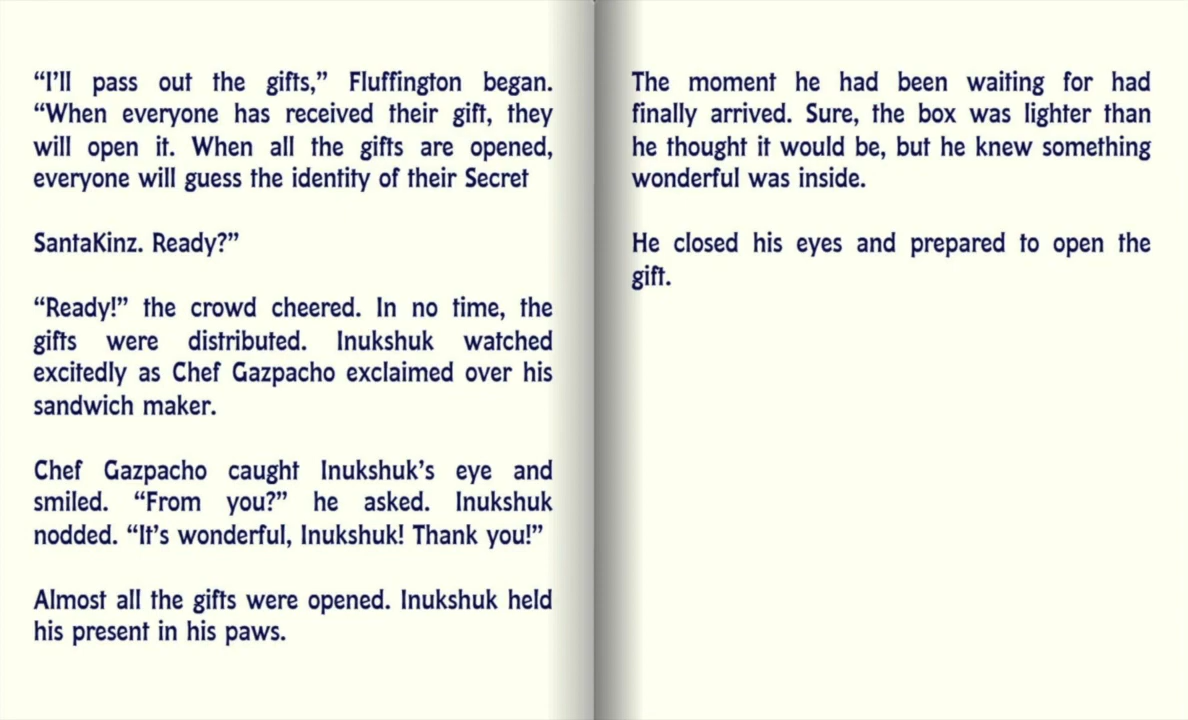 “I’ll pass out the gifts,” Fluffington began.
“When everyone has received their gift, they
will open it. When all the gifts are opened,
everyone will guess the identity of their Secret
SantaKinz. Ready?”
“Ready!” the crowd cheered. In no time, the
gifts were distributed. Inukshuk watched
excitedly as Chef Gazpacho exclaimed over his
sandwich maker.
Chef Gazpacho caught Inukshuk’s eye and
smiled. “From you?” he asked. Inukshuk
nodded. “It’s wonderful, Inukshuk! Thank you!”
Almost all the gifts were opened. Inukshuk held
his present in his paws.
The moment he had been waiting for had
finally arrived. Sure, the box was lighter than
he thought it would be, but he knew something
wonderful was inside.
He closed his eyes and prepared to open the
gift.